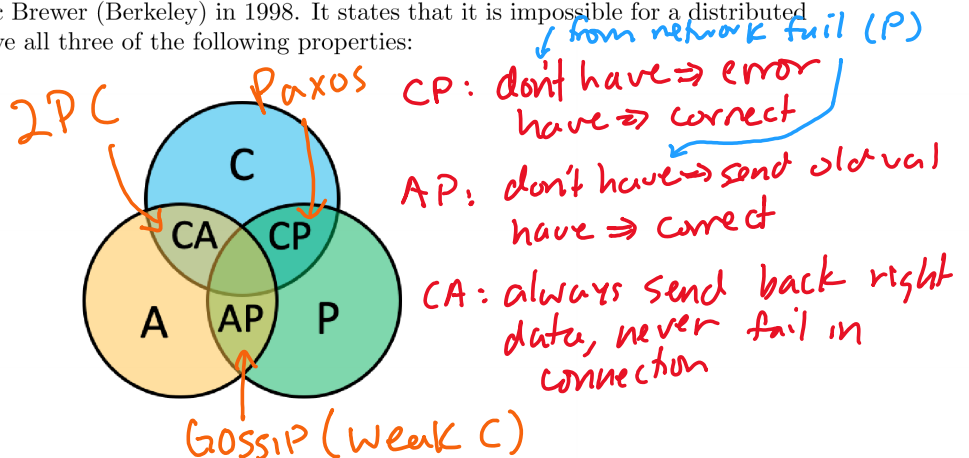 c Brewer (Berkeley) in 1998. It states that it is impossible for a distributed
ve all three of the following properties:
from network fail (P)
2PC
Paxos
CP: don't have ⇒ error
have ⇒ correct
AP: don't have ⇒ send old val
have ⇒ correct
CA: always send back right
data, never fail in
connection
C
CA
CP
A
AP
P
Gossip (weak C)